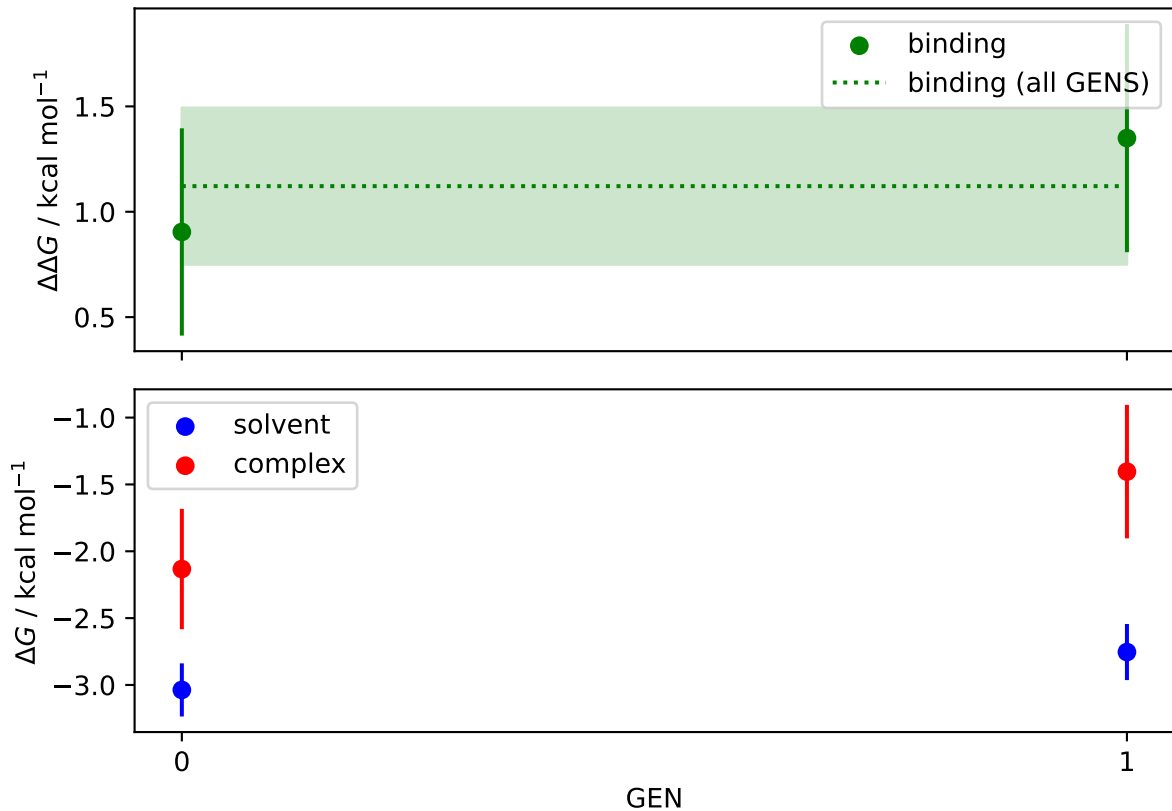 binding
binding (all GENS)
ΔΔG / kcal mol⁻¹
1.5
1.0
0.5
solvent
complex
ΔG / kcal mol⁻¹
−1.0
−1.5
−2.0
−2.5
−3.0
0
1
GEN